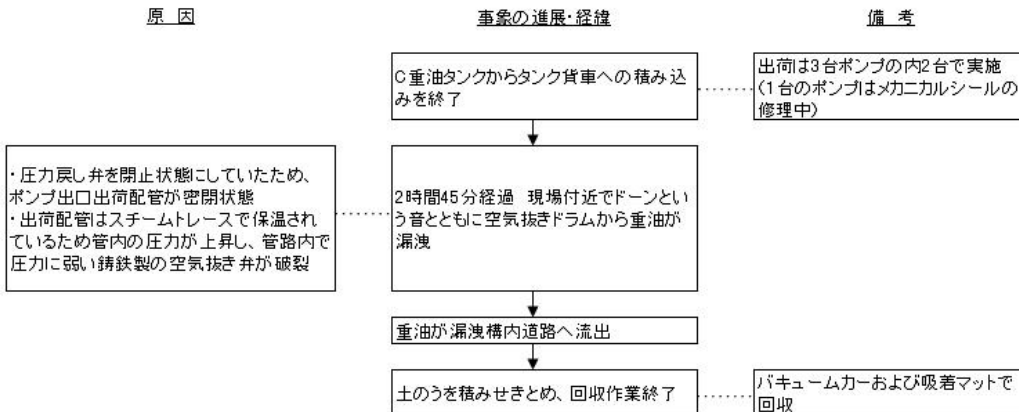 原 因
事象の進展・経緯
備 考
C重油タンクからタンク貨車への積み込
みを終了
出荷は3台ポンプの内2台で実施
(1台のポンプはメカニカルシールの
修理中)
・圧力戻し弁を閉止状態にしていたため、
ポンプ出口出荷配管が密閉状態
・出荷配管はスチームトレースで保温され
ているため管内の圧力が上昇し、管路内で
圧力に弱い鋳鉄製の空気抜き弁が破裂
2時間45分経過 現場付近でドーンとい
う音とともに空気抜きドラムから重油が
漏洩
重油が漏洩構内道路へ流出
土のうを積みせきとめ、回収作業終了
バキュームカーおよび吸着マットで
回収